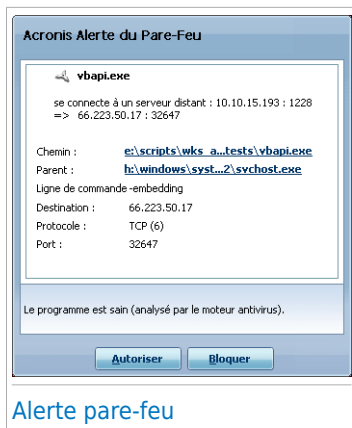 Acronis Alerte du Pare-Feu
vbapi.exe
se connecte à un serveur distant : 10.10.15.193 : 1228
=> 66.223.50.17 : 32647
Chemin : e:\scripts\wks_a...tests\vbapi.exe
Parent : h:\windows\syst...2\svchost.exe
Ligne de commande -embedding
Destination : 66.223.50.17
Protocole : TCP (6)
Port : 32647
Le programme est sain (analysé par le moteur antivirus).
Autoriser Bloquer
Alerte pare-feu